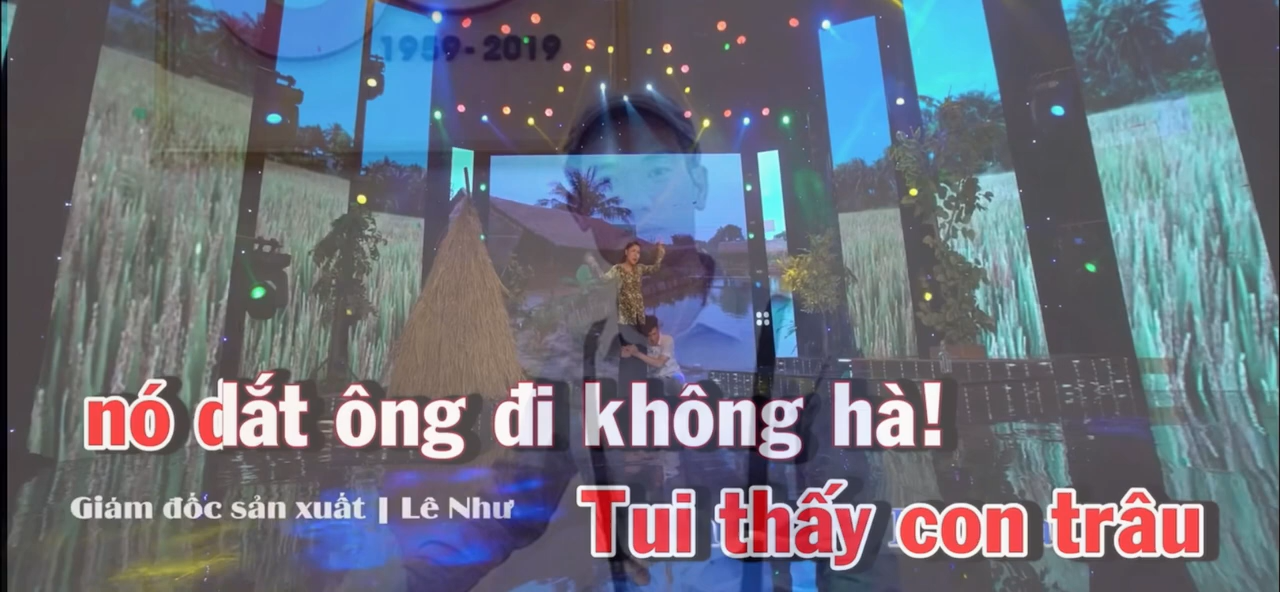 1959-2019
nó dắt ông đi không hà!
Giám đốc sản xuất | Lê Như
Tui thấy con trâu